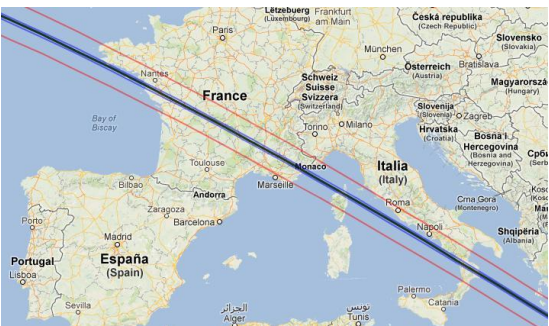 Lëtzebuerg
(Luxembourg)
Frankfurt
am Main
Česká republika
(Czech Republic)
Paris
Slovensko
(Slovakia)
München
Nantes
Österreich
(Austria)
Bratislava
Schweiz
Suisse
Svizzera
(Switzerland)
Magyarorszá
(Hungary)
France
Slovenija
(Slovenia)
Zagreb
Bay of
Biscay
Torino
Milano
Hrvatska
(Croatia)
Bosna i
Hercegovina
(Bosnia and
Herzegovina)
Срби
(Serb
Toulouse
Monaco
Italia
(Italy)
Marseille
Bilbao
Andorra
Crna Gora
(Montenegro)
Roma
Zaragoza
Barcelona
Porto
Napoli
Shqipëria
(Albania)
Madrid
Portugal
España
(Spain)
Lisboa
Palermo
Catania
Sevilla
الجزائر
Alger
تونس
Tunis